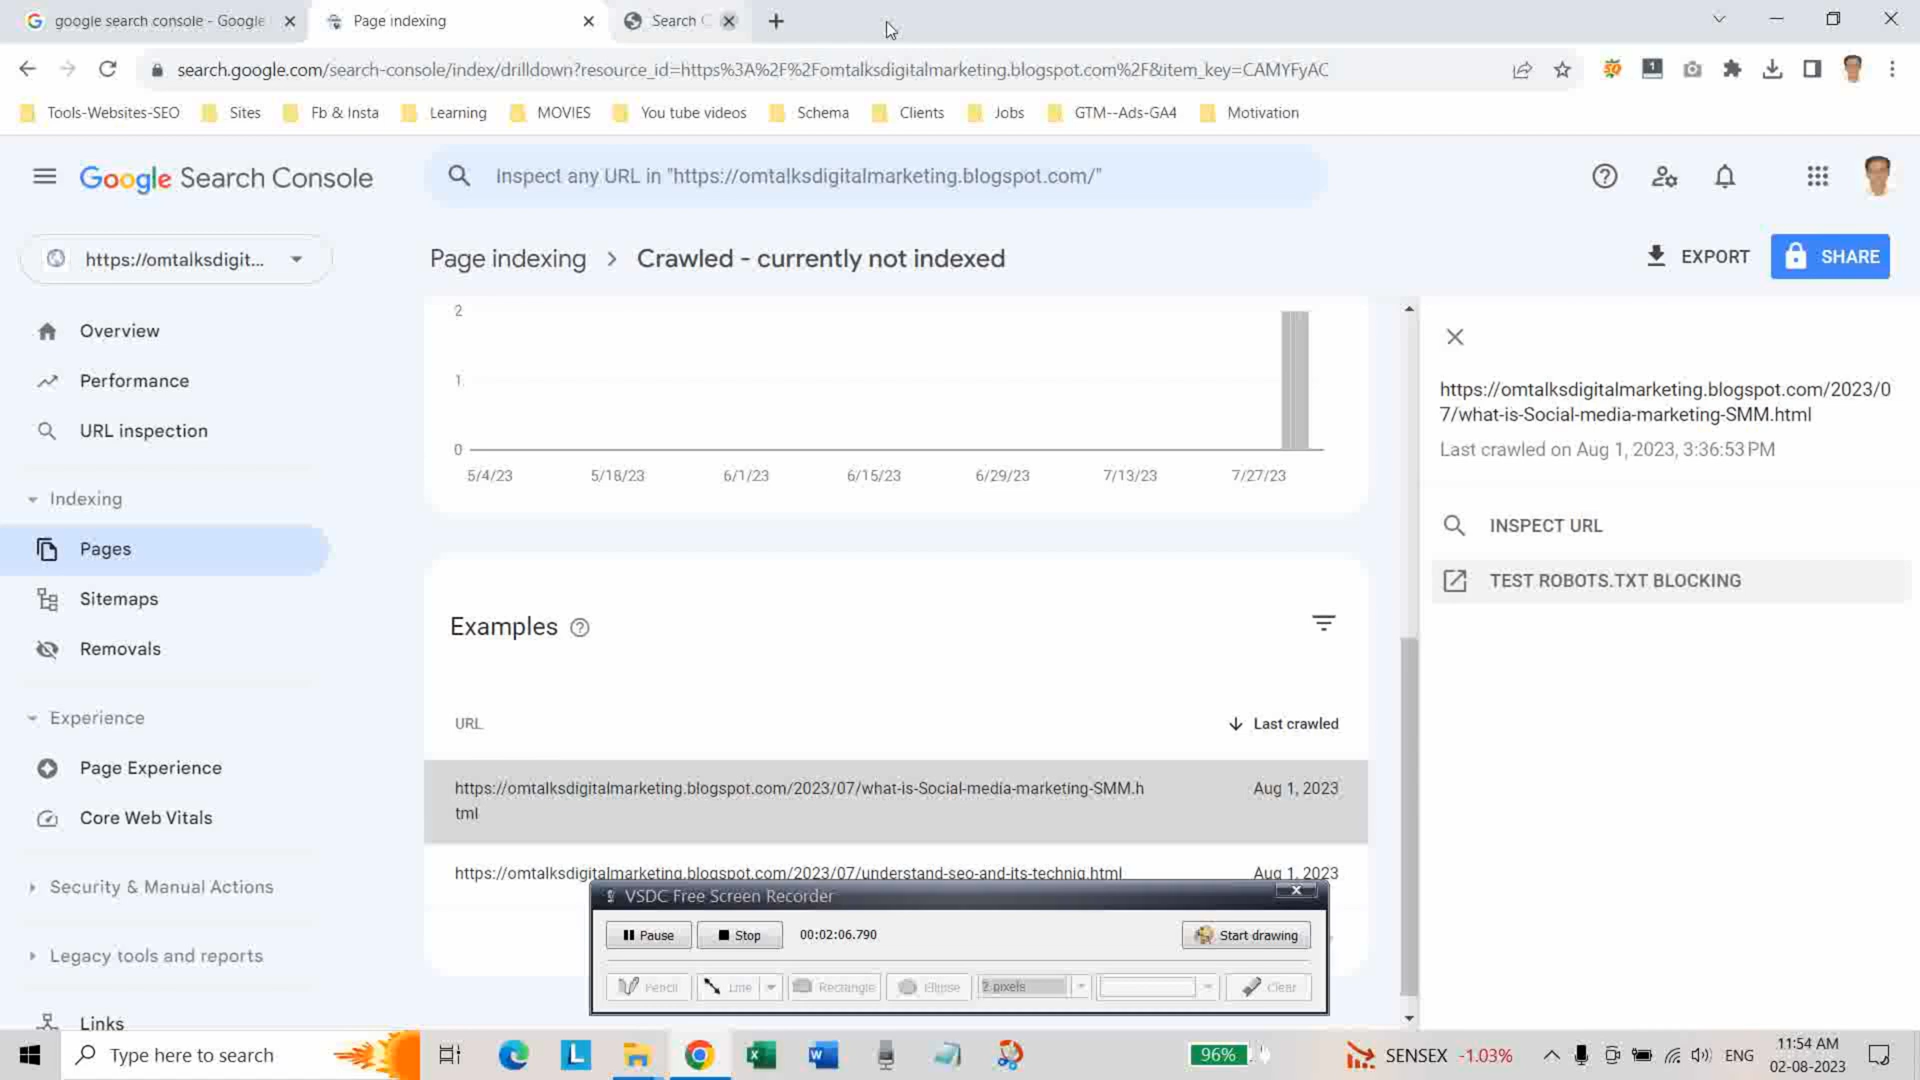 google search console - Google
Page indexing
Search C
search.google.com/search-console/index/drilldown?resource_id=https%3A%2F%2Fomtalksdigitalmarketing.blogspot.com%2F&item_key=CAMYFyAC
Tools-Websites-SEO
Sites
Fb & Insta
Learning
MOVIES
You tube videos
Schema
Clients
Jobs
GTM--Ads-GA4
Motivation
Google Search Console
Inspect any URL in "https://omtalksdigitalmarketing.blogspot.com/"
https://omtalksdigit...
Page indexing > Crawled - currently not indexed
EXPORT
SHARE
Overview
Performance
URL inspection
Indexing
Pages
Sitemaps
Removals
Experience
Page Experience
Core Web Vitals
Security & Manual Actions
Legacy tools and reports
Links
2
1
0
5/4/23
5/18/23
6/1/23
6/15/23
6/29/23
7/13/23
7/27/23
Examples
URL
Last crawled
https://omtalksdigitalmarketing.blogspot.com/2023/07/what-is-Social-media-marketing-SMM.h
tml
Aug 1, 2023
https://omtalksdigitalmarketing.blogspot.com/2023/07/understand-seo-and-its-techniq.html
Aug 1, 2023
https://omtalksdigitalmarketing.blogspot.com/2023/0
7/what-is-Social-media-marketing-SMM.html
Last crawled on Aug 1, 2023, 3:36:53 PM
INSPECT URL
TEST ROBOTS.TXT BLOCKING
VSDC Free Screen Recorder
Pause
Stop
00:02:06.790
Start drawing
Pencil
Line
Rectangle
Ellipse
2 pixels
Clear
Type here to search
96%
SENSEX -1.03%
ENG
11:54 AM
02-08-2023